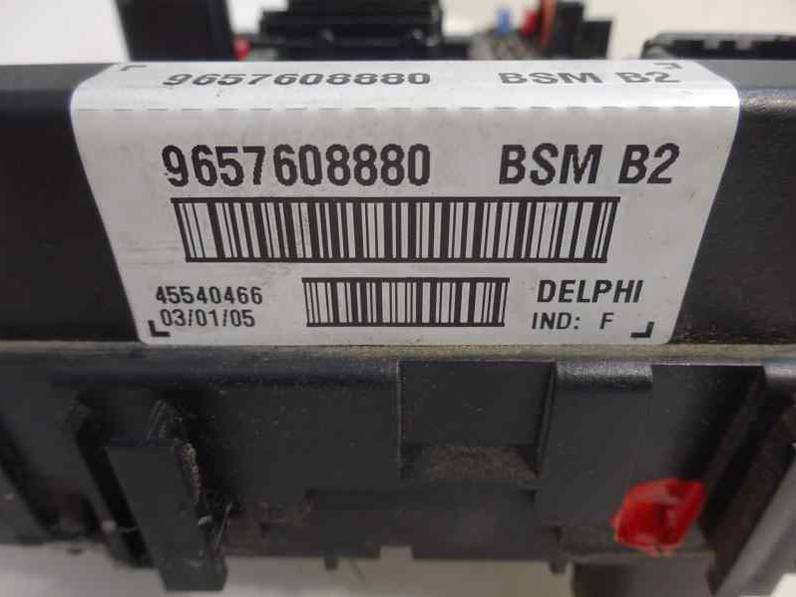 9657608880 BSM B2
9657608880 BSM B2
45540466 DELPHI
03/01/05 IND: F